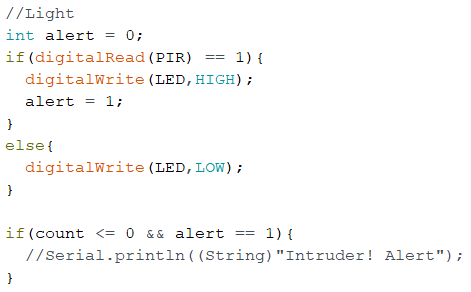 //Light
int alert = 0;
if(digitalRead(PIR) == 1){
  digitalWrite(LED,HIGH);
  alert = 1;
}
else{
  digitalWrite(LED,LOW);
}

if(count <= 0 && alert == 1){
  //Serial.println((String)"Intruder! Alert");
}